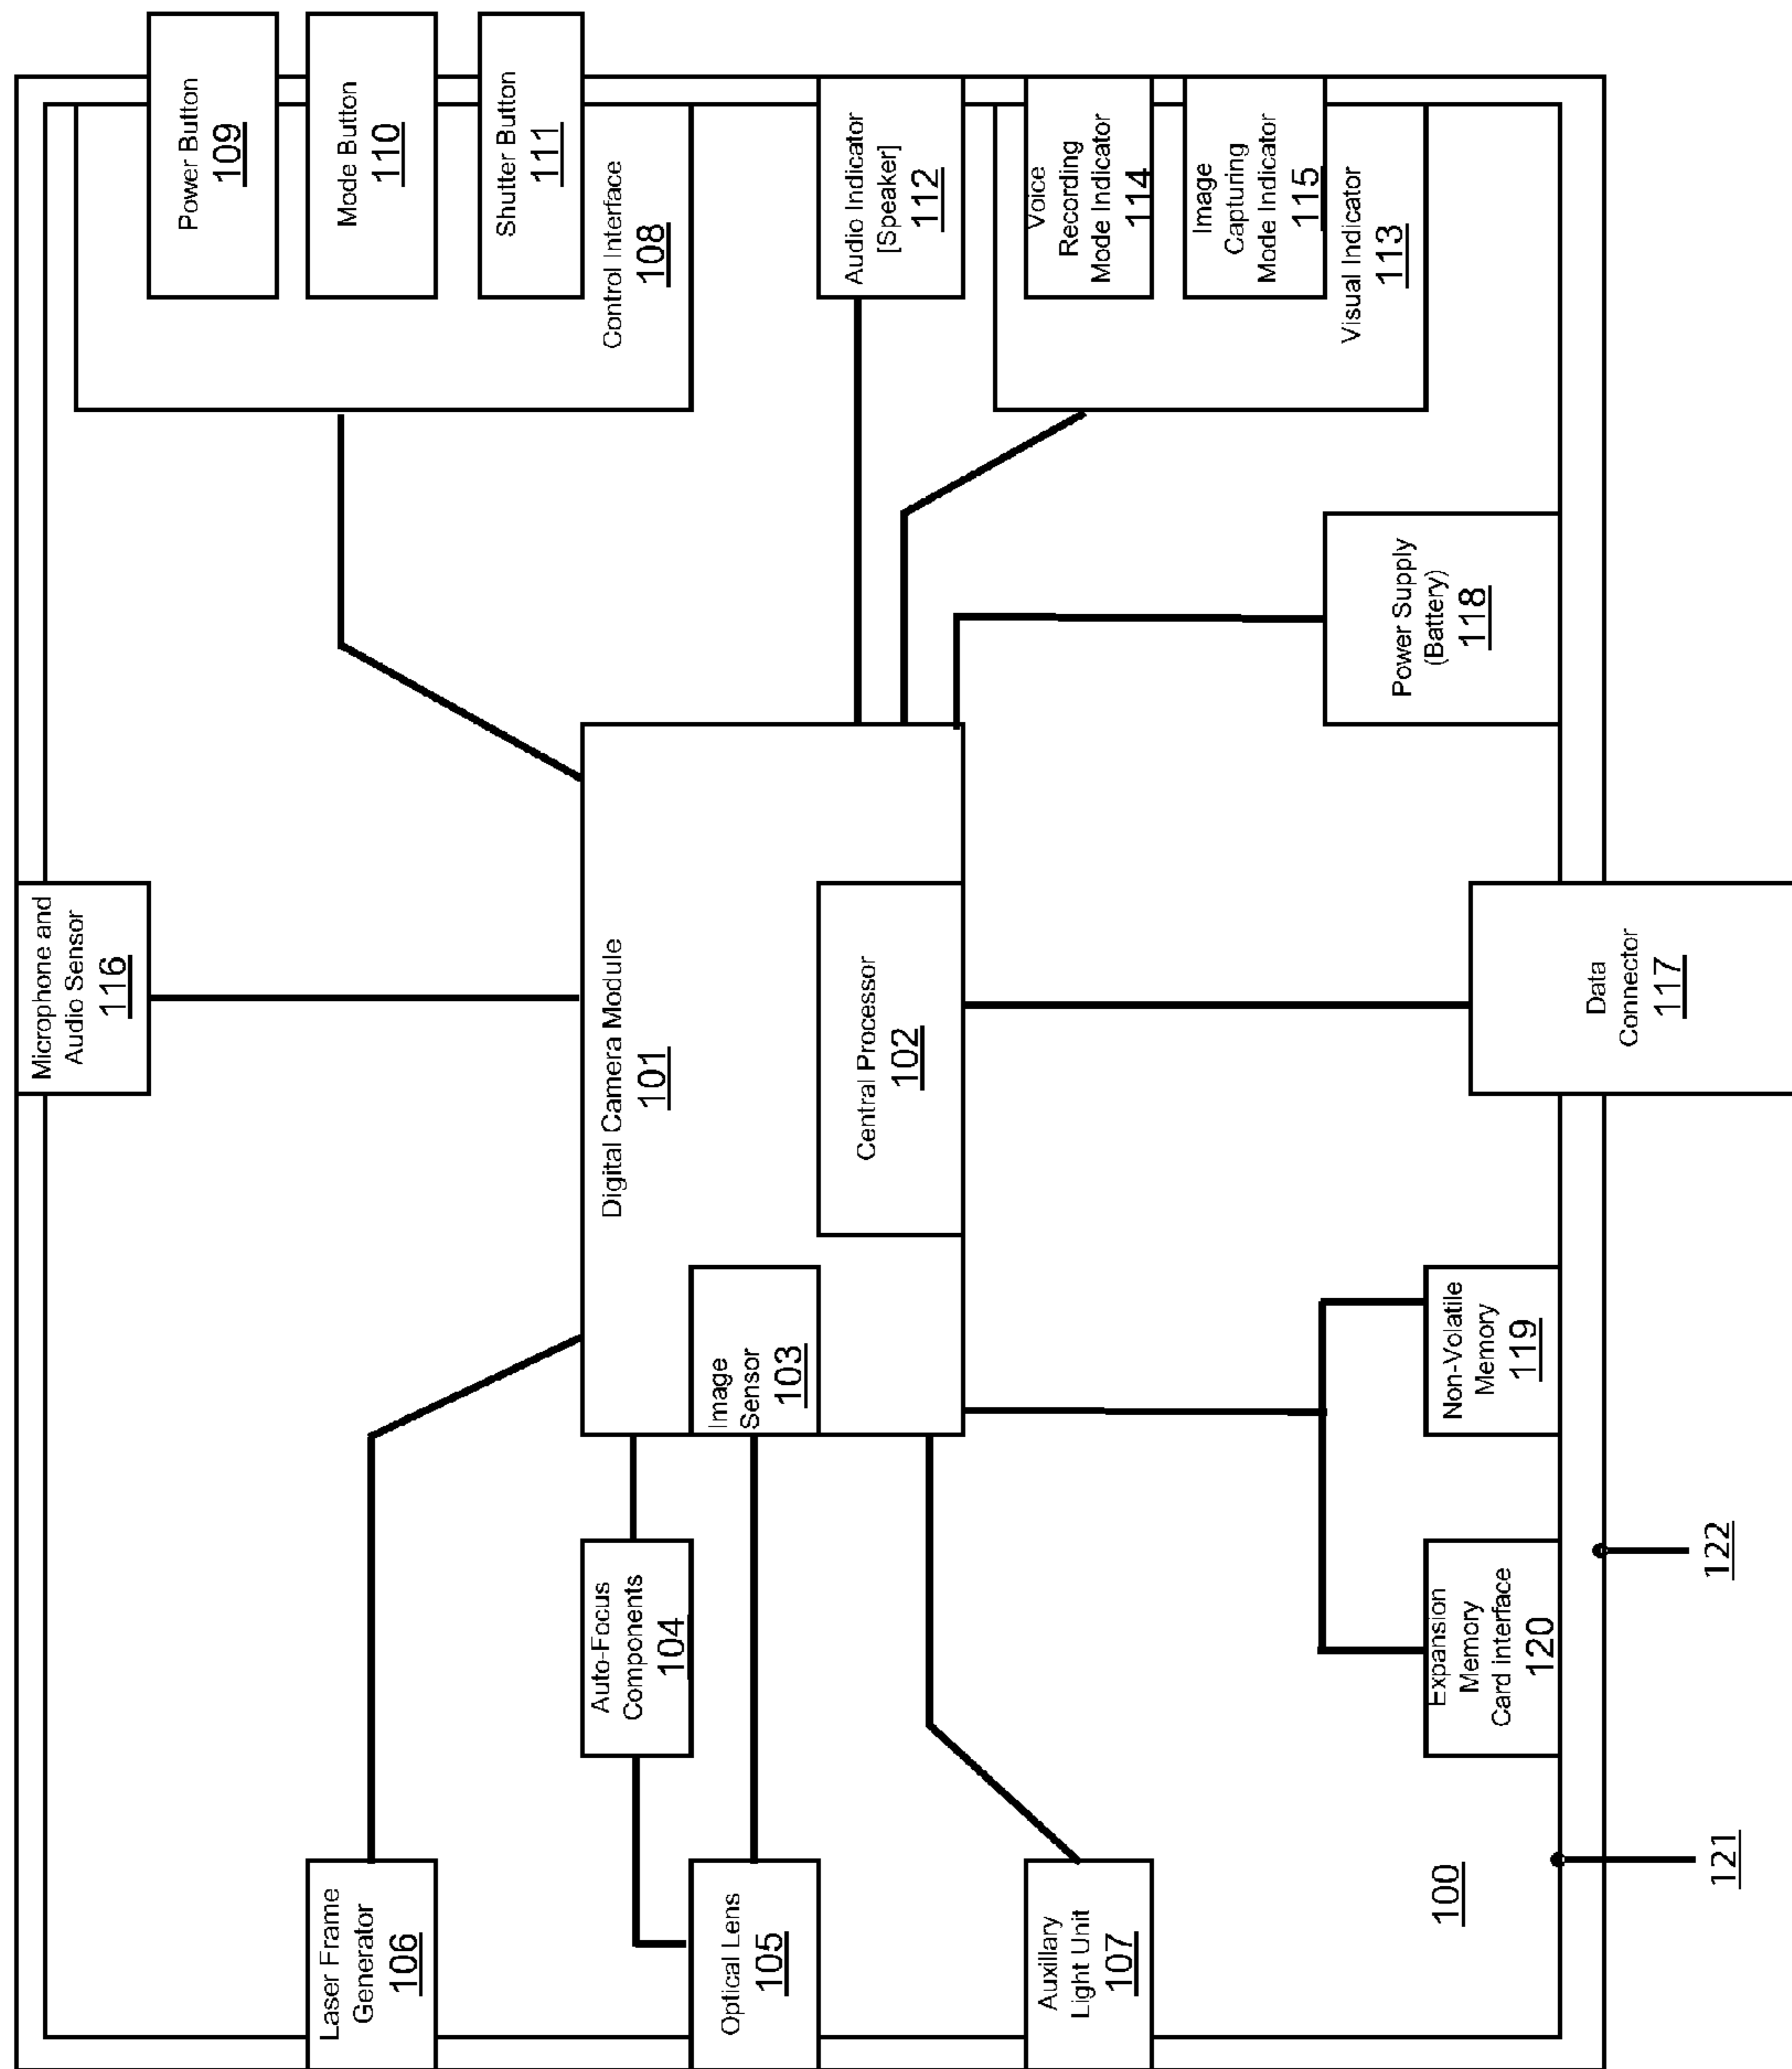 Laser Frame
Generator
106
Optical Lens
105
Auxillary
Light Unit
107
100
121
122
Auto-Focus
Components
104
Expansion
Memory
Card interface
120
Non-Volatile
Memory
119
Image
Sensor
103
Digital Camera Module
101
Central Processor
102
Microphone and
Audio Sensor
116
Data
Connector
117
Power Supply
(Battery)
118
Power Button
109
Mode Button
110
Shutter Button
111
Control Interface
108
Audio Indicator
[Speaker]
112
Voice
Recording
Mode Indicator
114
Image
Capturing
Mode Indicator
115
Visual Indicator
113